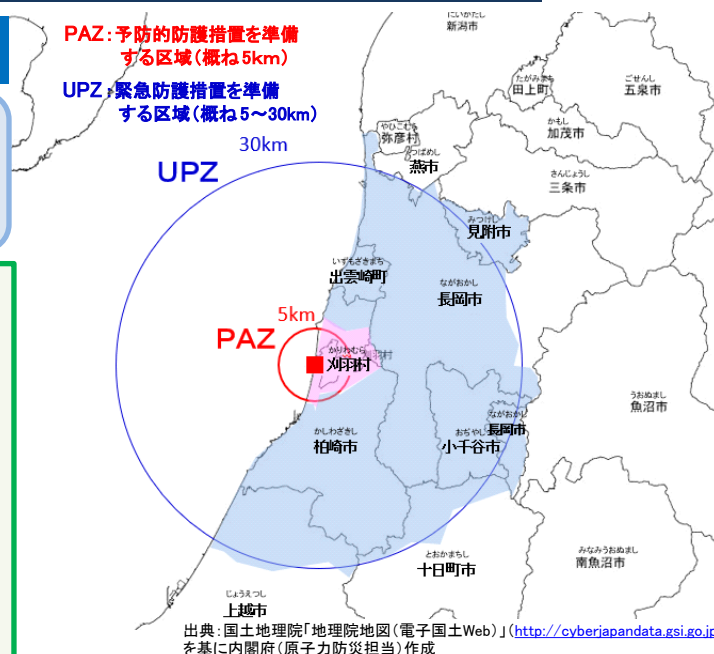 PAZ:予防的防護措置を準備
する区域(概ね5km)
UPZ:緊急防護措置を準備
する区域(概ね5～30km)
30km
UPZ
5km
PAZ
にいがたし
新潟市
たがみまち
田上町
ごせんし
五泉市
かもし
加茂市
やひこむら
弥彦村
つばめし
燕市
さんじょうし
三条市
みつけし
見附市
いずもざきまち
出雲崎町
ながおかし
長岡市
かりわむら
刈羽村
うおぬまし
魚沼市
ながおかし
長岡市
かしわざきし
柏崎市
おぢやし
小千谷市
とおかまちし
十日町市
みなみうおぬまし
南魚沼市
じょうえつし
上越市
出典:国土地理院「地理院地図(電子国土Web)」(http://cyberjapandata.gsi.go.jp
を基に内閣府(原子力防災担当)作成